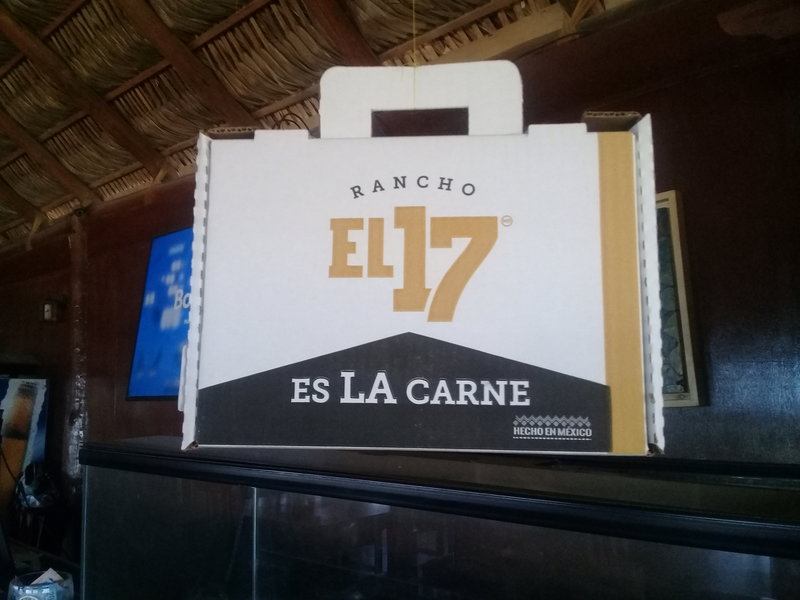 RANCHO
EL 17
ES LA CARNE
HECHO EN MÉXICO